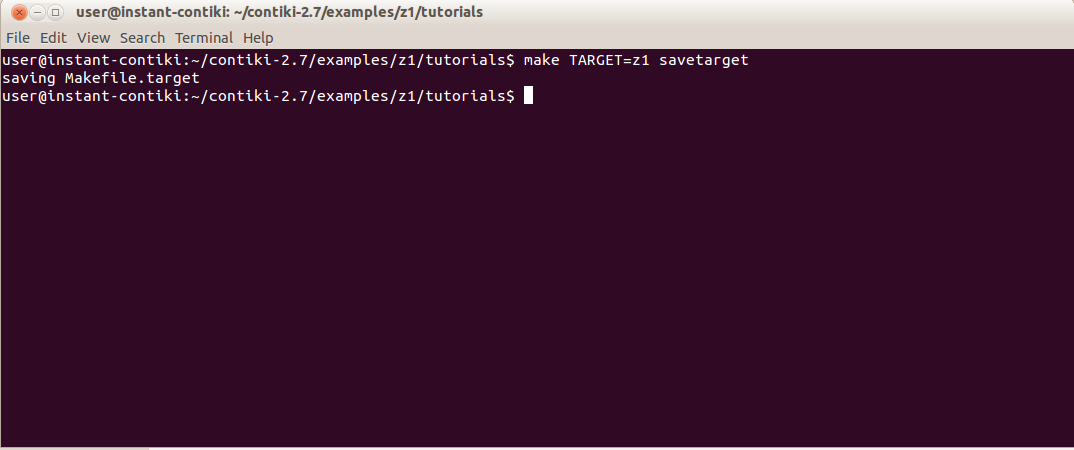 user@instant-contiki: ~/contiki-2.7/examples/z1/tutorials
File Edit View Search Terminal Help
user@instant-contiki:~/contiki-2.7/examples/z1/tutorials$ make TARGET=z1 savetarget
saving Makefile.target
user@instant-contiki:~/contiki-2.7/examples/z1/tutorials$